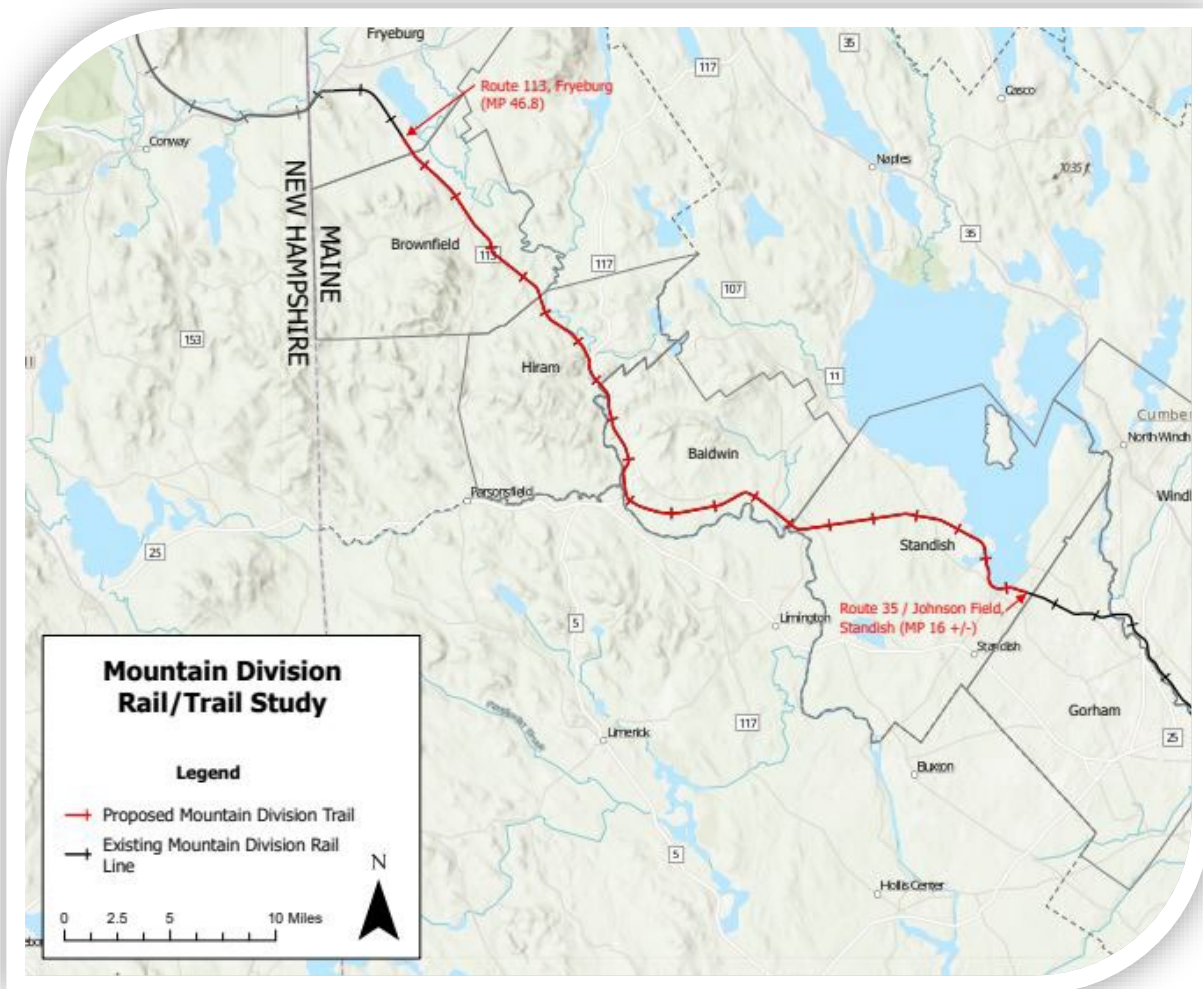 Fryeburg
35
117
Casco
Route 113, Fryeburg
(MP 46.8)
Conway
Naples
1035 ft
NEW HAMPSHIRE
MAINE
Brownfield
113
117
35
107
153
Hiram
11
Cumber
North Windh
Baldwin
Parsonsfield
Windl
25
Standish
Route 35 / Johnson Field,
Standish (MP 16 +/-)
5
Limington
Standish
Gorham
117
25
Limerick
Buxton
5
Hollis Center
Mountain Division
Rail/Trail Study
Legend
Proposed Mountain Division Trail
Existing Mountain Division Rail
Line
N
0 2.5 5 10 Miles